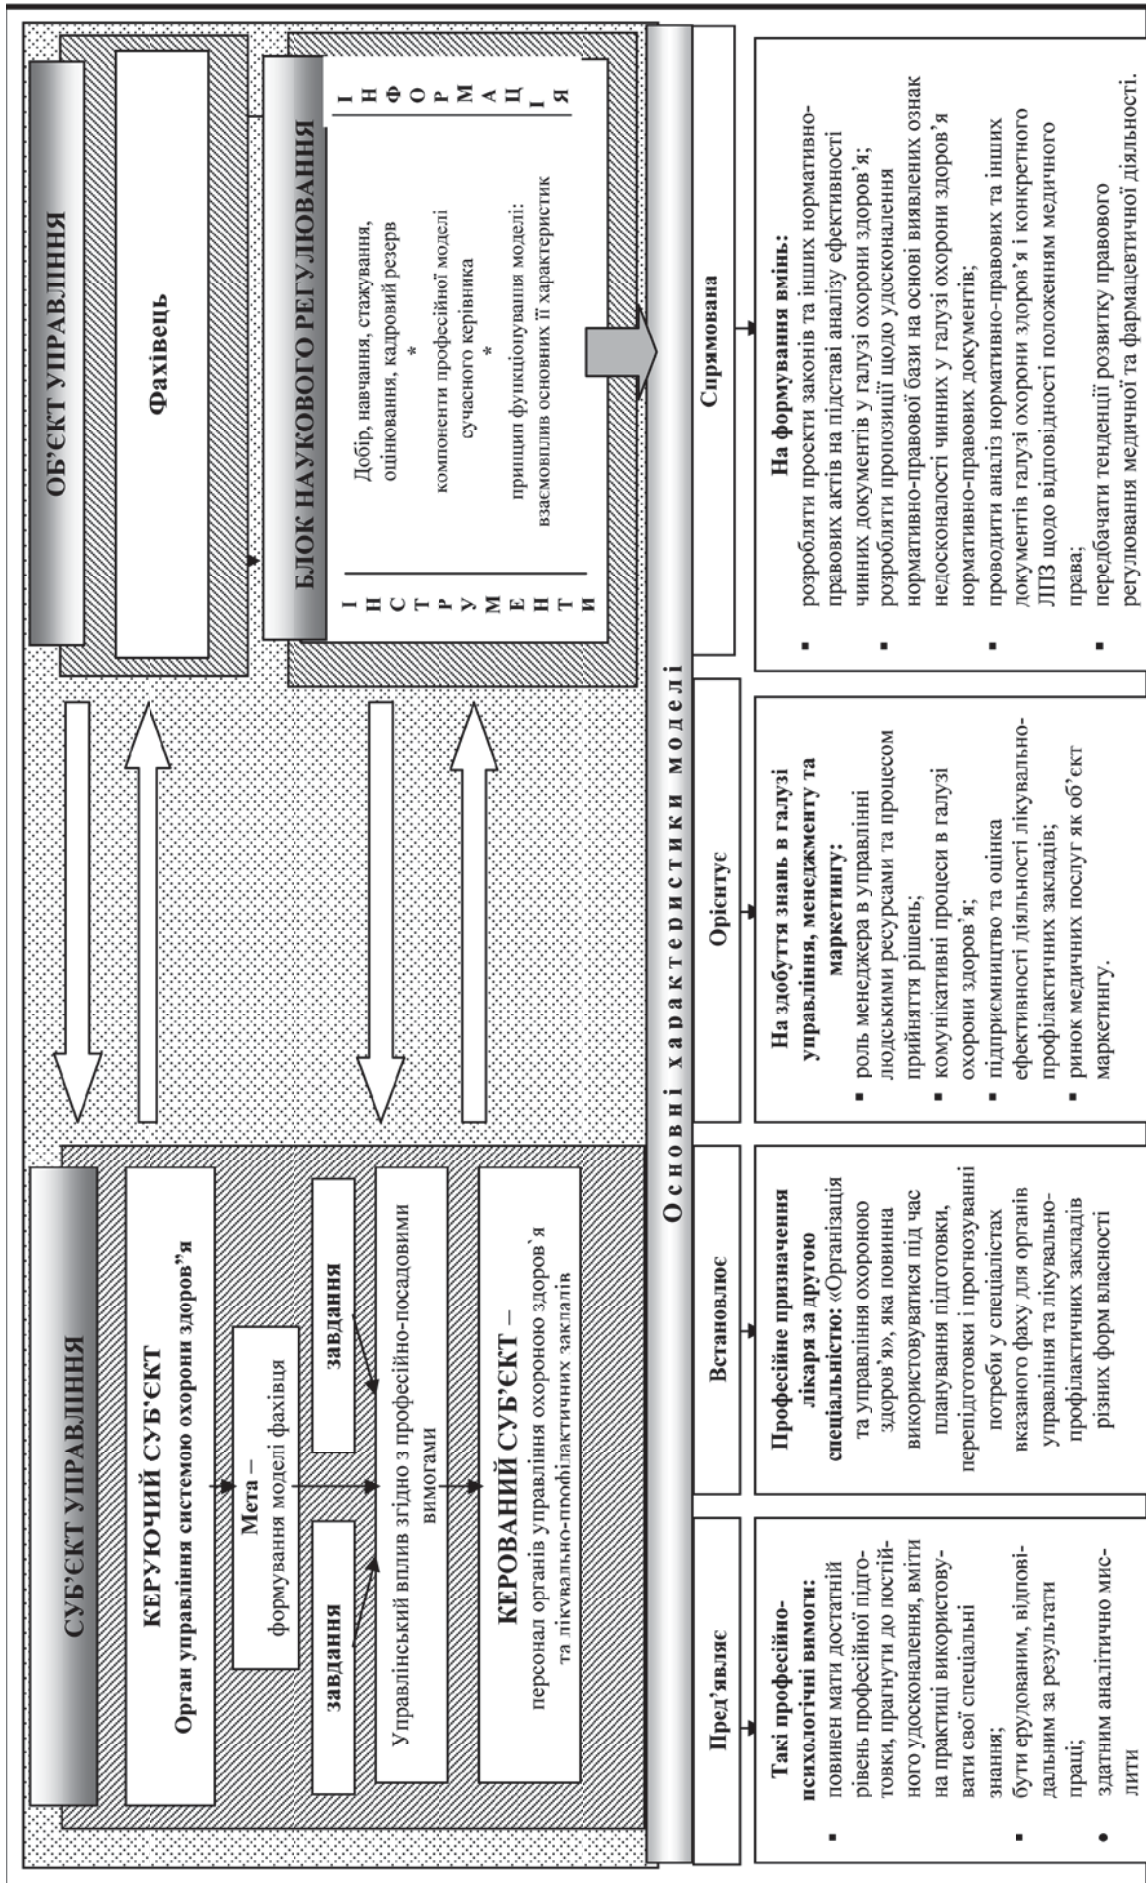 СУБ’ЄКТ УПРАВЛІННЯ
КЕРУЮЧИЙ СУБ’ЄКТ
Орган управління системою охорони здоров”я
Мета –
формування моделі фахівця
завдання
завдання
Управлінський вплив згідно з професійно-посадовими
вимогами
КЕРОВАНИЙ СУБ’ЄКТ –
персонал органів управління охороною здоров`я
та лікувально-профілактичних закладів
ОБ’ЄКТ УПРАВЛІННЯ
Фахівець
БЛОК НАУКОВОГО РЕГУЛЮВАННЯ
І
Н
С
Т
Р
У
М
Е
Н
Т
И
Добір, навчання, стажування,
оцінювання, кадровий резерв
*
компоненти професійної моделі
сучасного керівника
*
принцип функціонування моделі:
взаємовплив основних її характеристик
І
Н
Ф
О
Р
М
А
Ц
І
Я
Основні характеристики моделі
Пред’являє
Такі професійно-
психологічні вимоги:
▪ повинен мати достатній
рівень професійної підго-
товки, прагнути до постій-
ного удосконалення, вміти
на практиці використову-
вати свої спеціальні
знання;
▪ бути ерудованим, відпові-
дальним за результати
праці;
• здатним аналітично мис-
лити
Встановлює
Професійне призначення
лікаря за другою
спеціальністю: «Організація
та управління охороною
здоров’я», яка повинна
використовуватися під час
планування підготовки,
перепідготовки і прогнозуванні
потреби у спеціалістах
вказаного фаху для органів
управління та лікувально-
профілактичних закладів
різних форм власності
Орієнтує
На здобуття знань в галузі
управління, менеджменту та
маркетингу:
▪ роль менеджера в управлінні
людськими ресурсами та процесом
прийняття рішень;
▪ комунікативні процеси в галузі
охорони здоров’я;
▪ підприємництво та оцінка
ефективності діяльності лікувально-
профілактичних закладів;
▪ ринок медичних послуг як об’єкт
маркетингу.
Спрямована
На формування вмінь:
▪ розробляти проекти законів та інших нормативно-
правових актів на підставі аналізу ефективності
чинних документів у галузі охорони здоров’я;
▪ розробляти пропозиції щодо удосконалення
нормативно-правової бази на основі виявлених ознак
недосконалості чинних у галузі охорони здоров’я
нормативно-правових документів;
▪ проводити аналіз нормативно-правових та інших
документів галузі охорони здоров’я і конкретного
ЛПЗ щодо відповідності положенням медичного
права;
▪ передбачати тенденції розвитку правового
регулювання медичної та фармацевтичної діяльності.